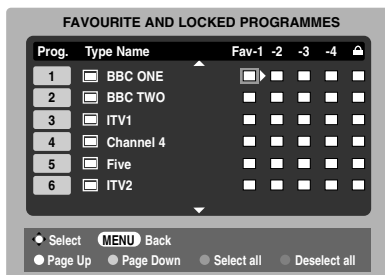 FAVOURITE AND LOCKED PROGRAMMES
Prog. Type Name Fav-1 -2 -3 -4
1 BBC ONE
2 BBC TWO
3 ITV1
4 Channel 4
5 Five
6 ITV2
Select MENU Back
Page Up Page Down Select all Deselect all